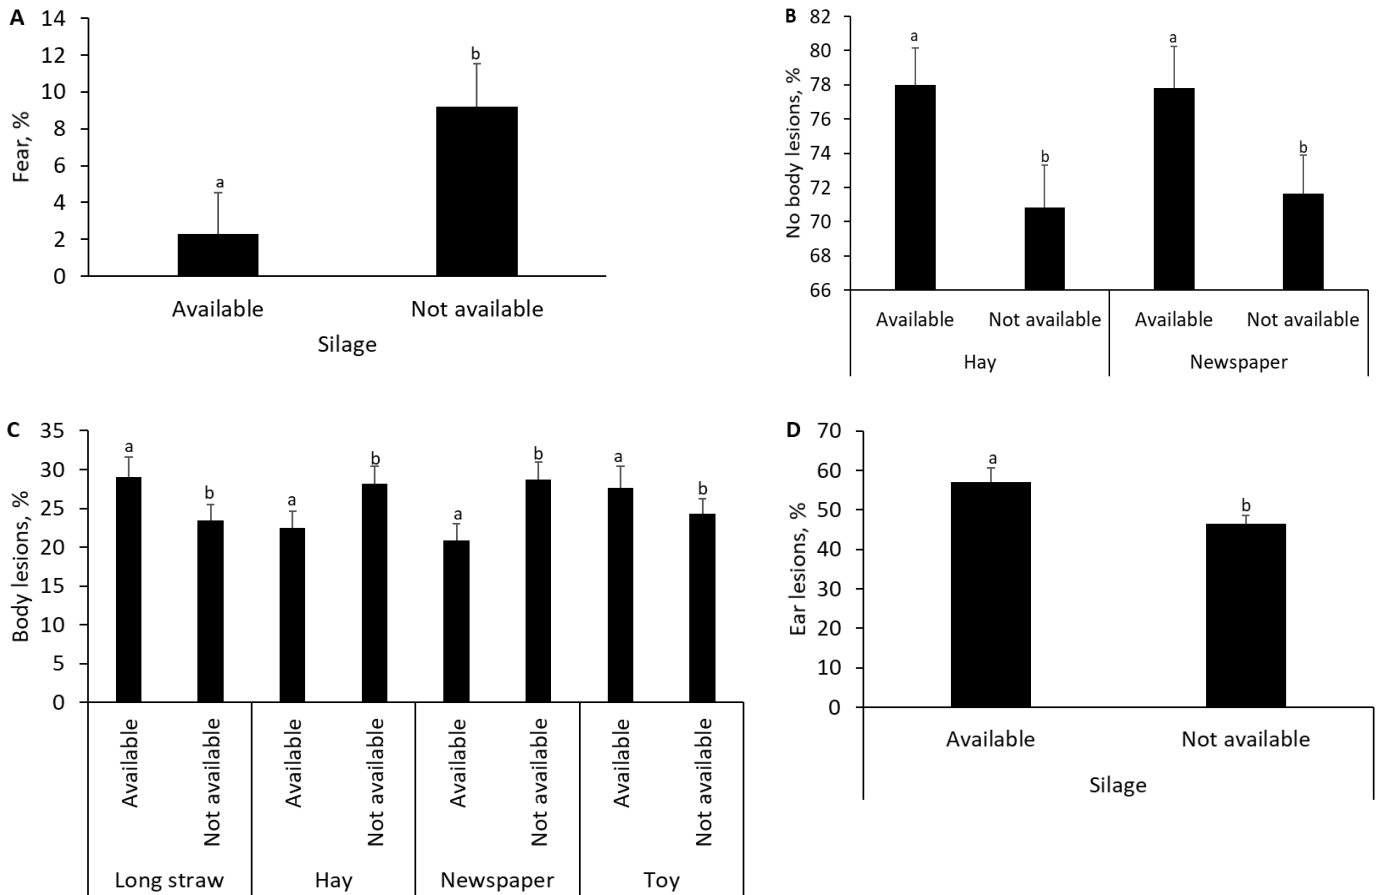 A
14
12
10
8
6
4
2
0
Fear, %
a
b
Available
Not available
Silage
B
82
80
78
76
74
72
70
68
66
No body lesions, %
a
b
a
b
Available
Not available
Available
Not available
Hay
Newspaper
C
35
30
25
20
15
10
5
0
Body lesions, %
a
b
a
b
a
b
a
b
Available
Not available
Available
Not available
Available
Not available
Available
Not available
Long straw
Hay
Newspaper
Toy
D
70
60
50
40
30
20
10
0
Ear lesions, %
a
b
Available
Not available
Silage